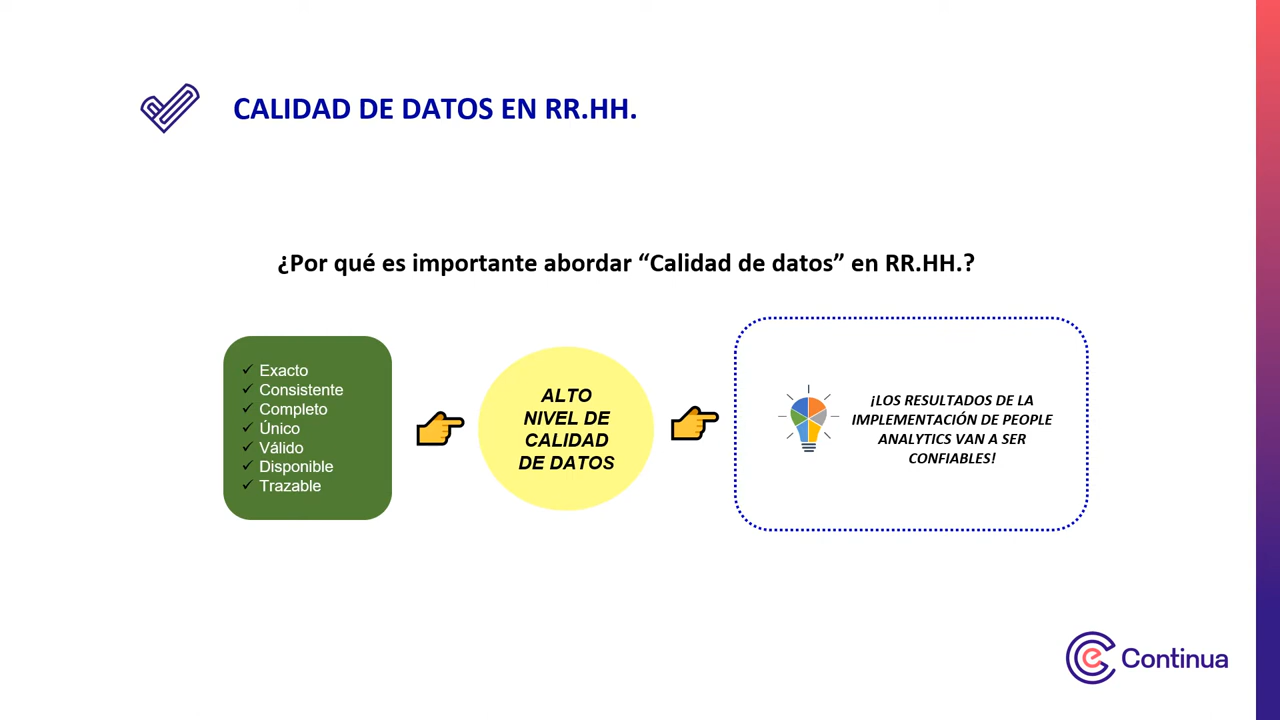 CALIDAD DE DATOS EN RR.HH.
¿Por qué es importante abordar “Calidad de datos” en RR.HH.?
Exacto
Consistente
Completo
Único
Válido
Disponible
Trazable
ALTO
NIVEL DE
CALIDAD
DE DATOS
¡LOS RESULTADOS DE LA
IMPLEMENTACIÓN DE PEOPLE
ANALYTICS VAN A SER
CONFIABLES!
Continua